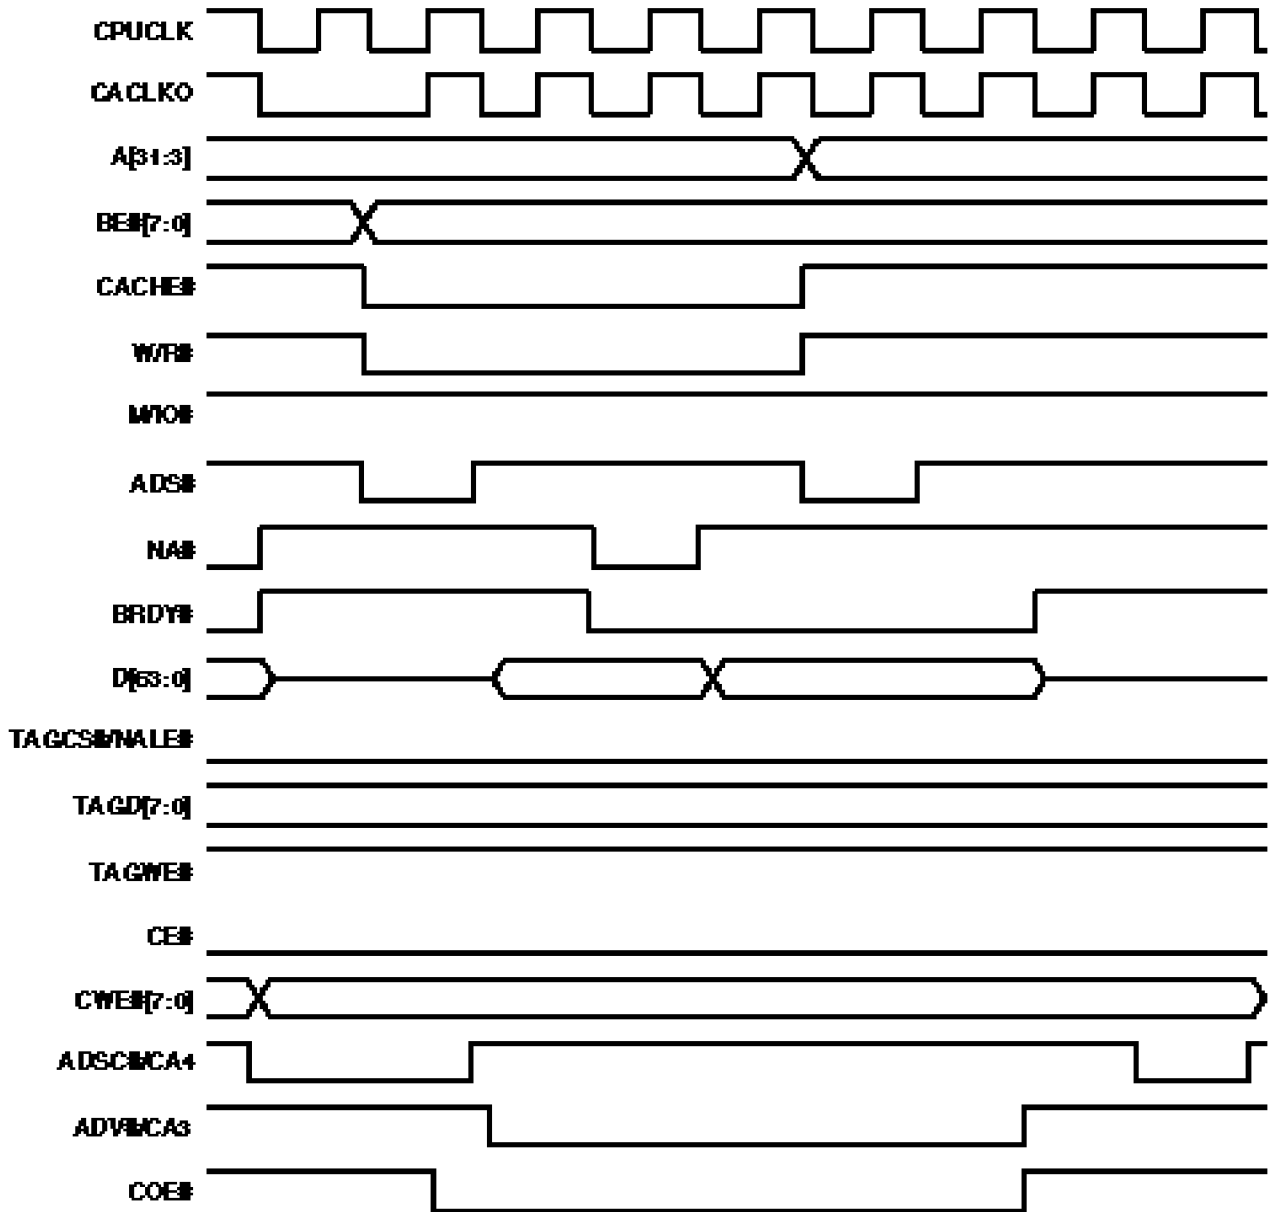 CPUCLK
CACLKO
A[31:3]
BE#[7:0]
CACHE#
W/R#
M/IO#
ADS#
NA#
BRDY#
D[63:0]
TAGCS#/NALE#
TAGD[7:0]
TAGWE#
CE#
CWE#[7:0]
ADSC#/CA4
ADV#/CA3
COE#